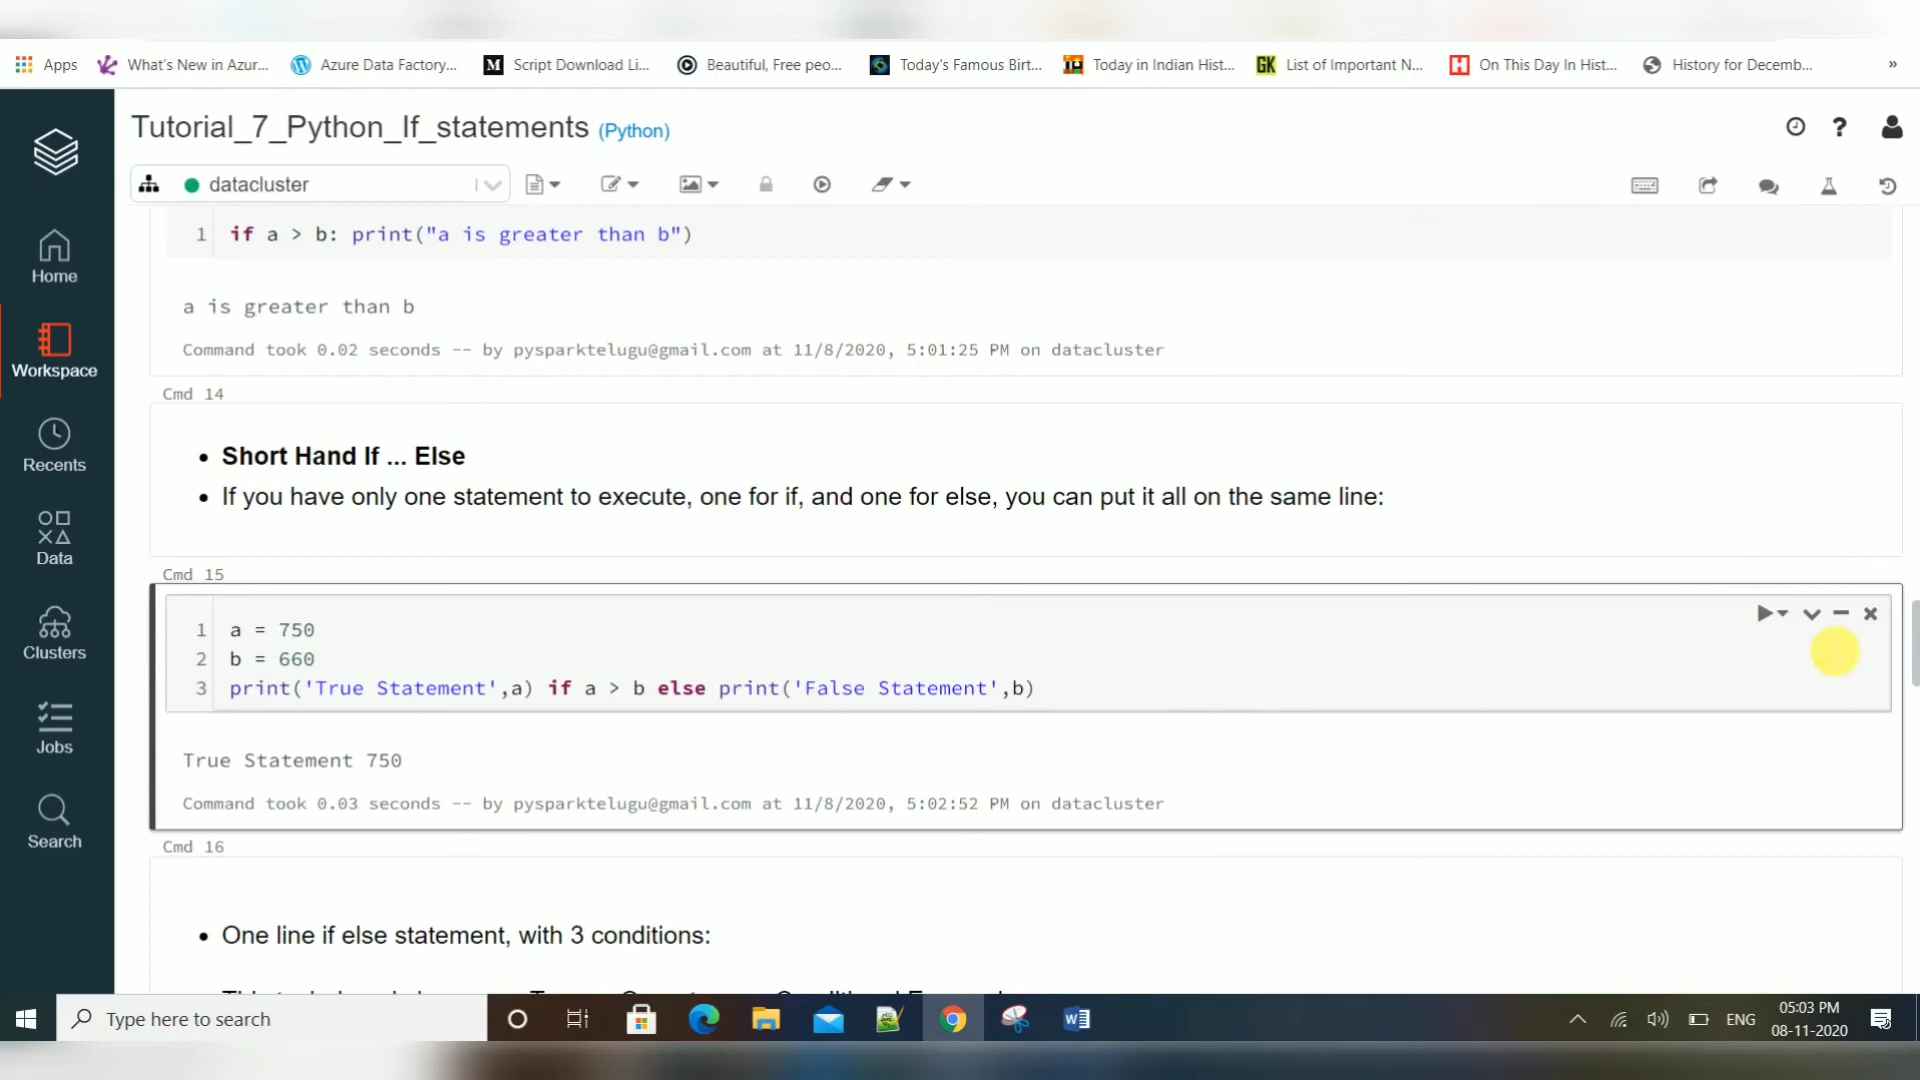 Apps What's New in Azur... Azure Data Factory... M Script Download Li... Beautiful, Free peo... Today's Famous Birt... Today in Indian Hist... GK List of Important N... H On This Day In Hist... History for Decemb... »
Tutorial_7_Python_If_statements (Python)
datacluster
Home
Workspace
Recents
Data
Clusters
Jobs
Search
1 if a > b: print("a is greater than b")
a is greater than b
Command took 0.02 seconds -- by pysparktelugu@gmail.com at 11/8/2020, 5:01:25 PM on datacluster
Cmd 14
• Short Hand If ... Else
• If you have only one statement to execute, one for if, and one for else, you can put it all on the same line:
Cmd 15
1 a = 750
2 b = 660
3 print('True Statement',a) if a > b else print('False Statement',b)
True Statement 750
Command took 0.03 seconds -- by pysparktelugu@gmail.com at 11/8/2020, 5:02:52 PM on datacluster
Cmd 16
• One line if else statement, with 3 conditions:
Type here to search
ENG
05:03 PM
08-11-2020